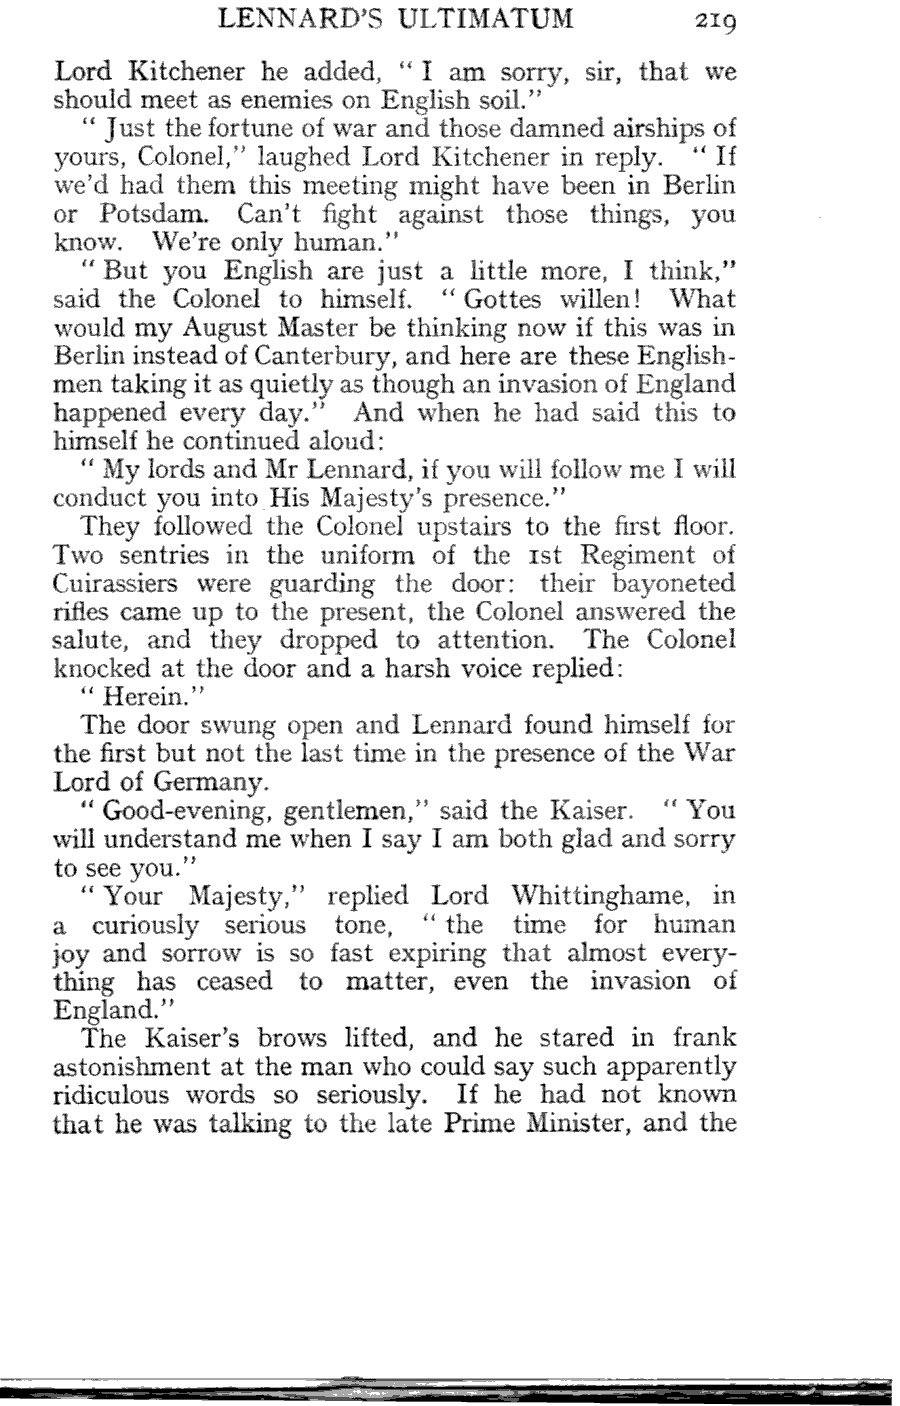 LENNARD'S ULTIMATUM 219
Lord Kitchener he added, “ I am sorry, sir, that we
should meet as enemies on English soil.”
“ Just the fortune of war and those damned airships of
yours, Colonel,” laughed Lord Kitchener in reply. “ If
we'd had them this meeting might have been in Berlin
or Potsdam. Can't fight against those things, you
know. We're only human.”
“ But you English are just a little more, I think,”
said the Colonel to himself. “ Gottes willen! What
would my August Master be thinking now if this was in
Berlin instead of Canterbury, and here are these English-
men taking it as quietly as though an invasion of England
happened every day.” And when he had said this to
himself he continued aloud:
“ My lords and Mr Lennard, if you will follow me I will
conduct you into His Majesty's presence.”
They followed the Colonel upstairs to the first floor.
Two sentries in the uniform of the 1st Regiment of
Cuirassiers were guarding the door: their bayoneted
rifles came up to the present, the Colonel answered the
salute, and they dropped to attention. The Colonel
knocked at the door and a harsh voice replied:
“ Herein.”
The door swung open and Lennard found himself for
the first but not the last time in the presence of the War
Lord of Germany.
“ Good-evening, gentlemen,” said the Kaiser. “ You
will understand me when I say I am both glad and sorry
to see you.”
“ Your Majesty,” replied Lord Whittinghame, in
a curiously serious tone, “ the time for human
joy and sorrow is so fast expiring that almost every-
thing has ceased to matter, even the invasion of
England.”
The Kaiser's brows lifted, and he stared in frank
astonishment at the man who could say such apparently
ridiculous words so seriously. If he had not known
that he was talking to the late Prime Minister, and the